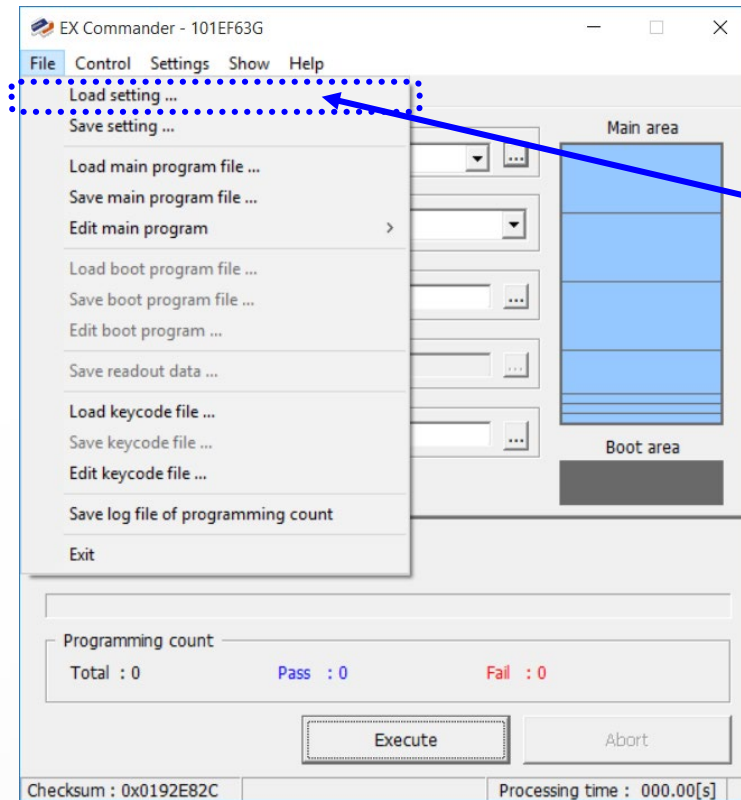 EX Commander - 101EF63G
File Control Settings Show Help
Load setting ...
Save setting ...
Main area
Load main program file ...
Save main program file ...
Edit main program
Load boot program file ...
Save boot program file ...
Edit boot program ...
Save readout data ...
Load keycode file ...
Save keycode file ...
Boot area
Edit keycode file ...
Save log file of programming count
Exit
Programming count
Total : 0 Pass : 0 Fail : 0
Execute Abort
Checksum : 0x0192E82C Processing time : 000.00[s]